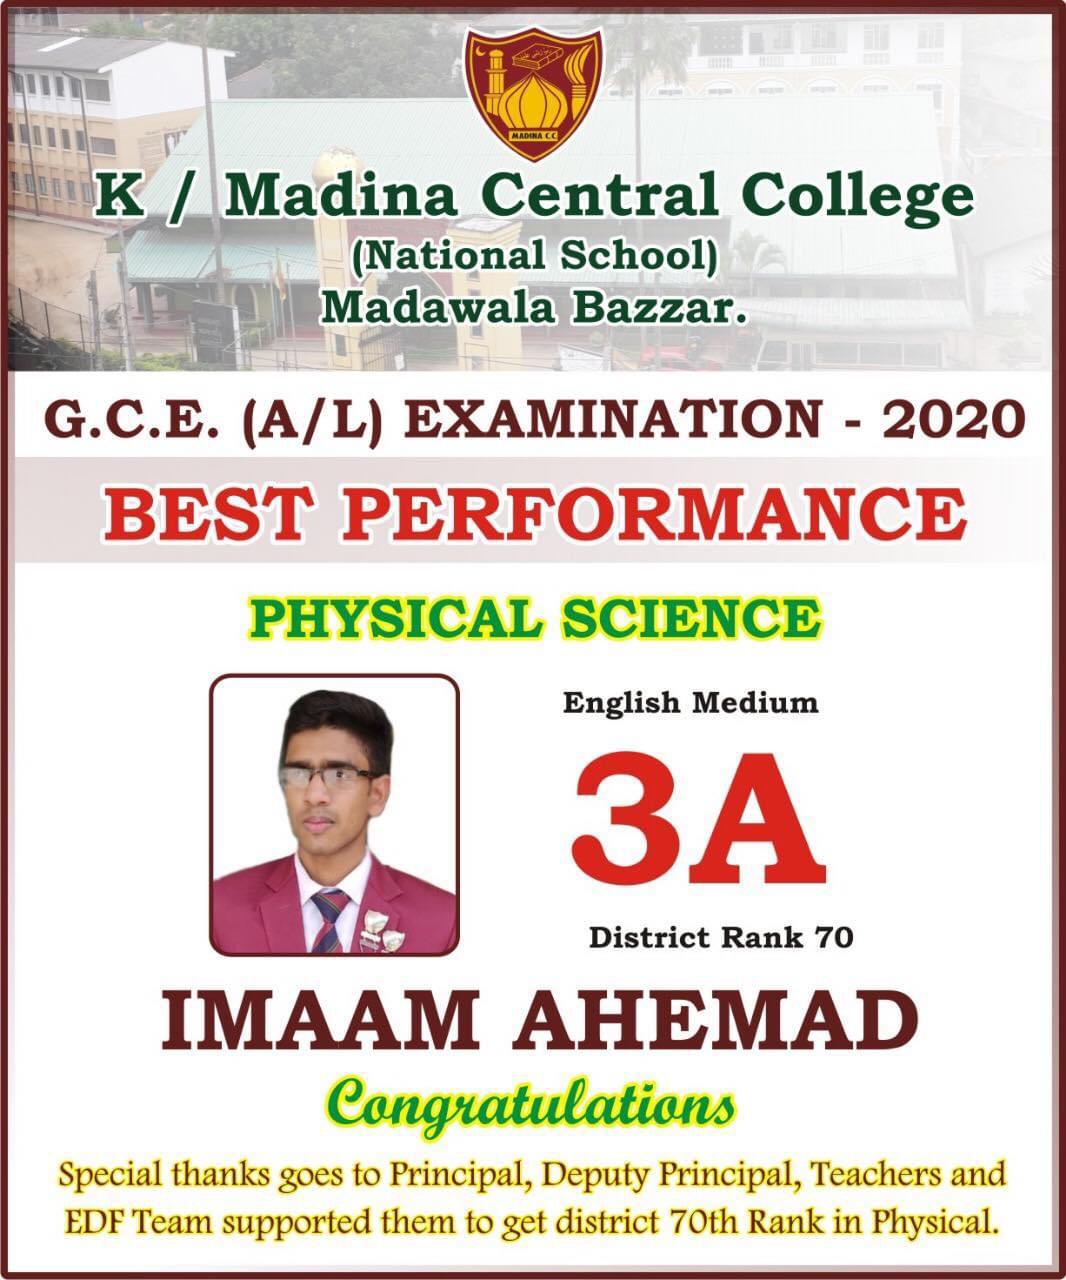 MADINA C.C.
K / Madina Central College
(National School)
Madawala Bazzar.
G.C.E. (A/L) EXAMINATION - 2020
BEST PERFORMANCE
PHYSICAL SCIENCE
English Medium
3A
District Rank 70
IMAAM AHEMAD
Congratulations
Special thanks goes to Principal, Deputy Principal, Teachers and
EDF Team supported them to get district 70th Rank in Physical.